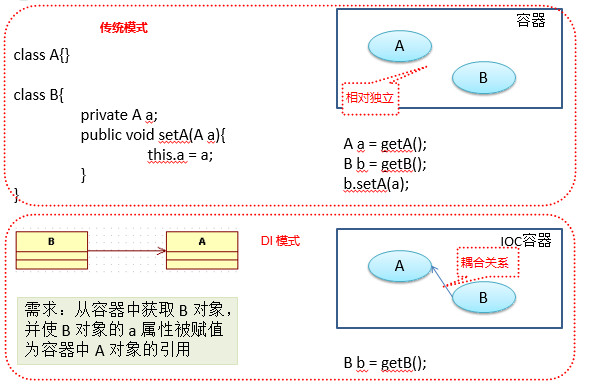 传统模式
class A{}
class B{
private A a;
public void setA(A a){
this.a = a;
}
}
容器
A
B
相对独立
A a = getA();
B b = getB();
b.setA(a);
B
A
DI 模式
需求：从容器中获取 B 对象，
并使 B 对象的 a 属性被赋值
为容器中 A 对象的引用
IOC容器
A
耦合关系
B
B b = getB();